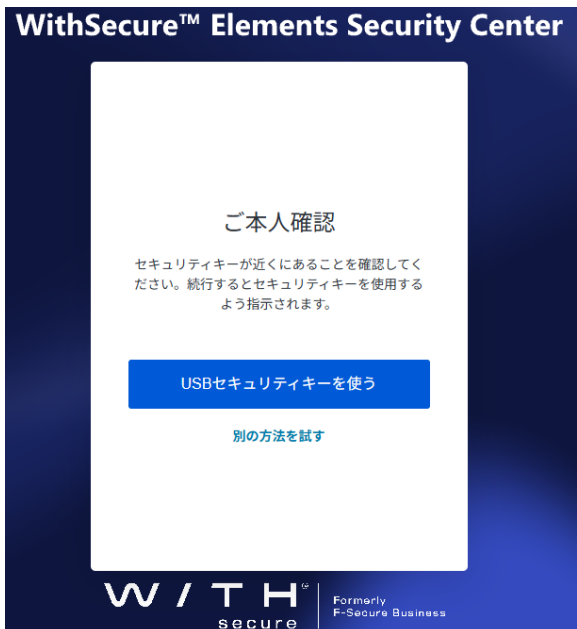 WithSecure™ Elements Security Center
ご本人確認
セキュリティキーが近くにあることを確認してく
ださい。続行するとセキュリティキーを使用する
よう指示されます。
USBセキュリティキーを使う
別の方法を試す
W / T H®
secure
Formerly
F-Secure Business